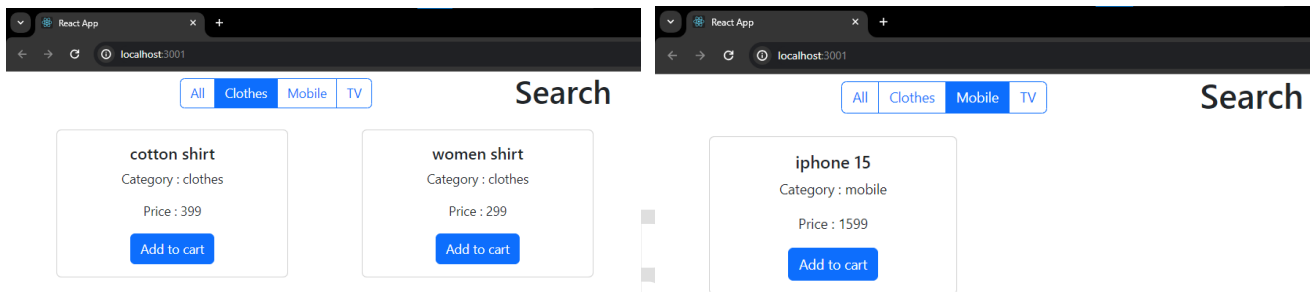 React App
localhost:3001
All Clothes Mobile TV
Search
cotton shirt
Category : clothes
Price : 399
Add to cart
women shirt
Category : clothes
Price : 299
Add to cart
React App
localhost:3001
All Clothes Mobile TV
Search
iphone 15
Category : mobile
Price : 1599
Add to cart